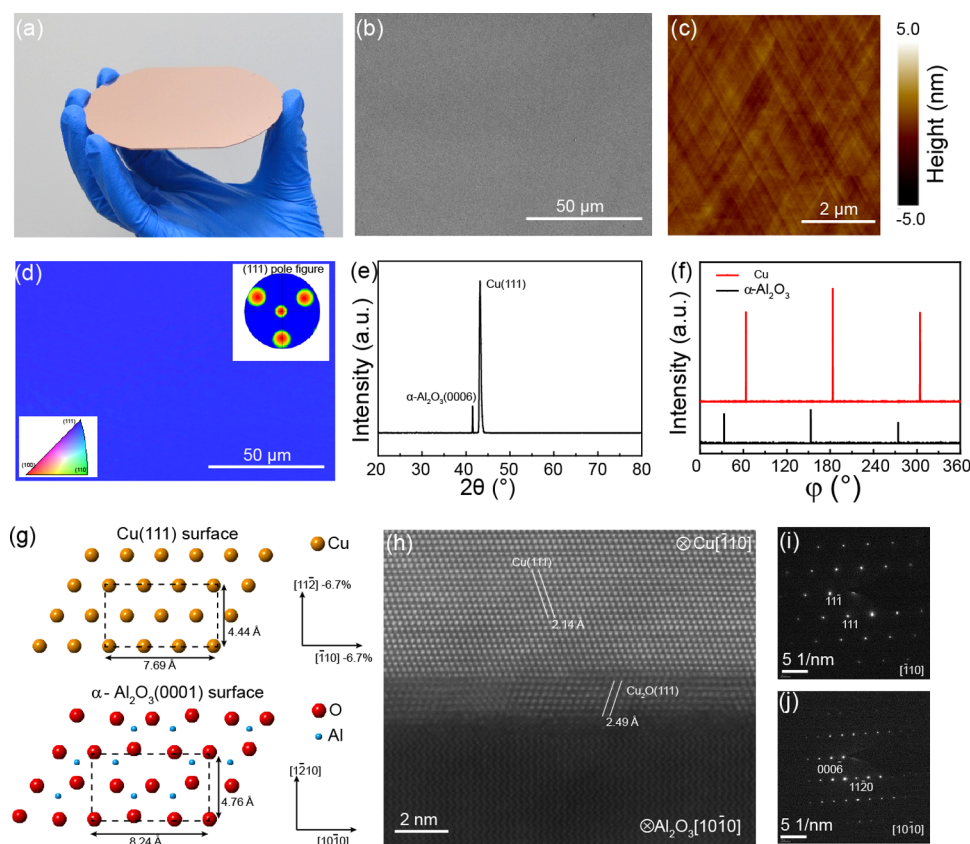 (a)
(b)
50 μm
(c)
2 μm
5.0
-5.0
Height (nm)
(d)
(111) pole figure
(111)
(100)
(110)
50 μm
(e)
Cu(111)
α-Al₂O₃(0006)
Intensity (a.u.)
20 30 40 50 60 70 80
2θ (°)
(f)
Cu
α-Al₂O₃
Intensity (a.u.)
0 60 120 180 240 300 360
φ (°)
(g)
Cu(111) surface
Cu
4.44 Å
7.69 Å
[112̄] -6.7%
[1̄10] -6.7%
α- Al₂O₃(0001) surface
O
Al
4.76 Å
8.24 Å
[12̄10]
[101̄0]
(h)
⊗Cu[1̄10]
Cu(111)
2.14 Å
Cu₂O(111)
2.49 Å
2 nm
⊗Al₂O₃[101̄0]
(i)
111̄
111
5 1/nm
[1̄10]
(j)
0006
112̄0
5 1/nm
[101̄0]